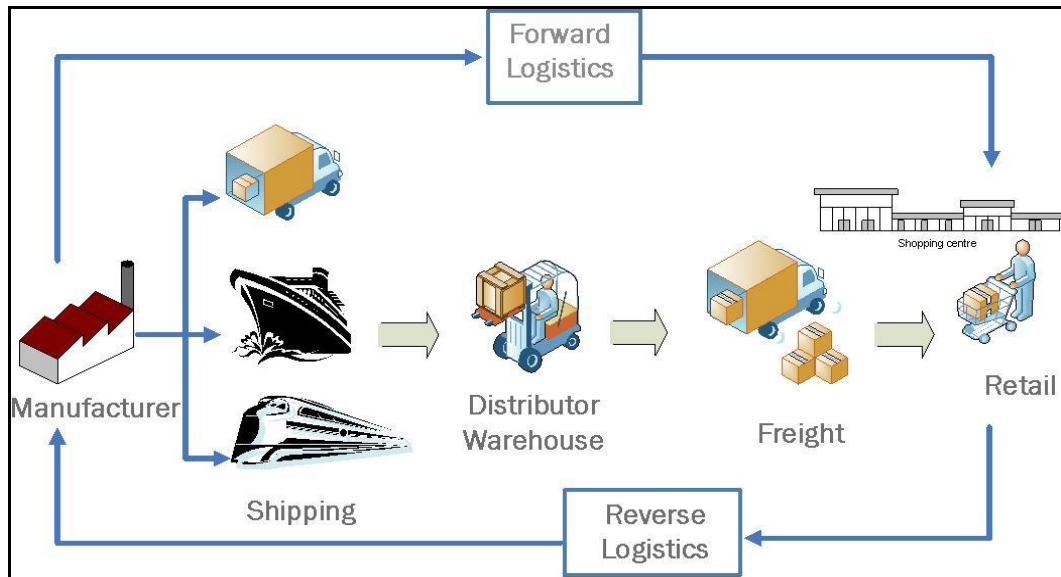 Forward
Logistics
Shopping centre
Manufacturer
Distributor
Warehouse
Freight
Retail
Shipping
Reverse
Logistics